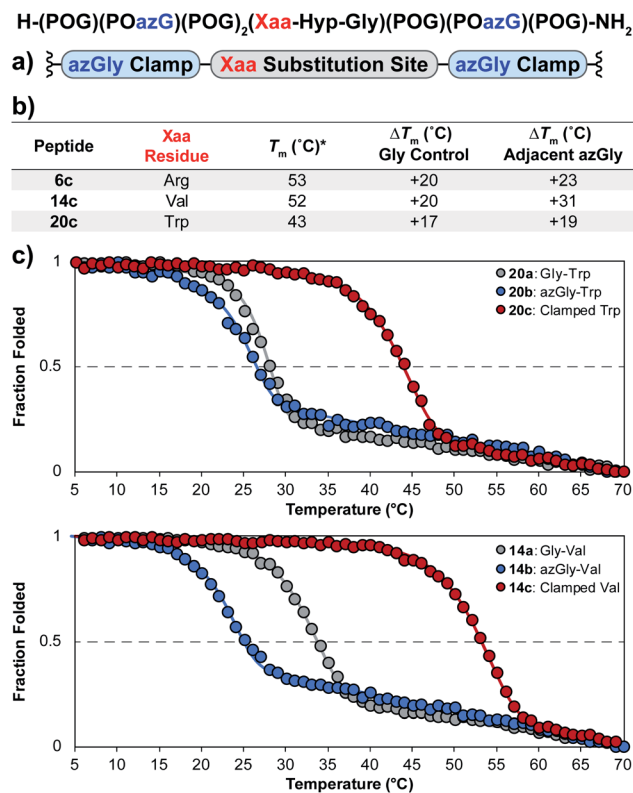 H-(POG)(POazG)(POG)₂(Xaa-Hyp-Gly)(POG)(POazG)(POG)-NH₂
a) azGly Clamp Xaa Substitution Site azGly Clamp
b)
Peptide Xaa Residue Tm (˚C)* ΔTm (˚C) Gly Control ΔTm (˚C) Adjacent azGly
6c Arg 53 +20 +23
14c Val 52 +20 +31
20c Trp 43 +17 +19
c)
1
20a: Gly-Trp
20b: azGly-Trp
20c: Clamped Trp
0.5
0
Fraction Folded
5 10 15 20 25 30 35 40 45 50 55 60 65 70
Temperature (°C)
1
14a: Gly-Val
14b: azGly-Val
14c: Clamped Val
0.5
0
Fraction Folded
5 10 15 20 25 30 35 40 45 50 55 60 65 70
Temperature (°C)